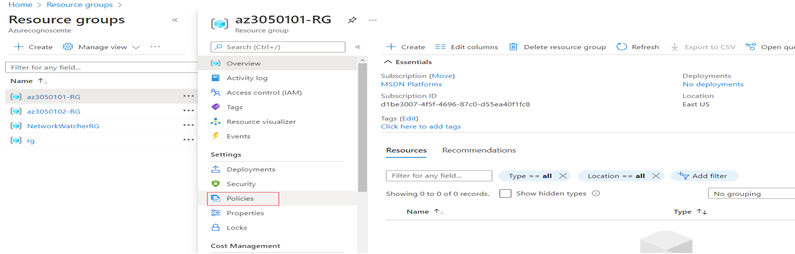 Home > Resource groups >
Resource groups «
Azurecognoscente
+ Create Manage view ···
Filter for any field...
Name ↑
az3050101-RG ···
az3050102-RG ···
NetworkWatcherRG ···
rg ···
az3050101-RG ···
Resource group
Search (Ctrl+/) «
Overview
Activity log
Access control (IAM)
Tags
Resource visualizer
Events
Settings
Deployments
Security
Policies
Properties
Locks
Cost Management
+ Create Edit columns Delete resource group Refresh Export to CSV Open que
Essentials
Subscription (Move) Deployments
MSDN Platforms No deployments
Subscription ID Location
d1be3007-4f5f-4696-87c0-d55ea40f1fc8 East US
Tags (Edit)
Click here to add tags
Resources Recommendations
Filter for any field... Type == all Location == all Add filter
Showing 0 to 0 of 0 records. Show hidden types No grouping
Name ↑ Type ↑↓